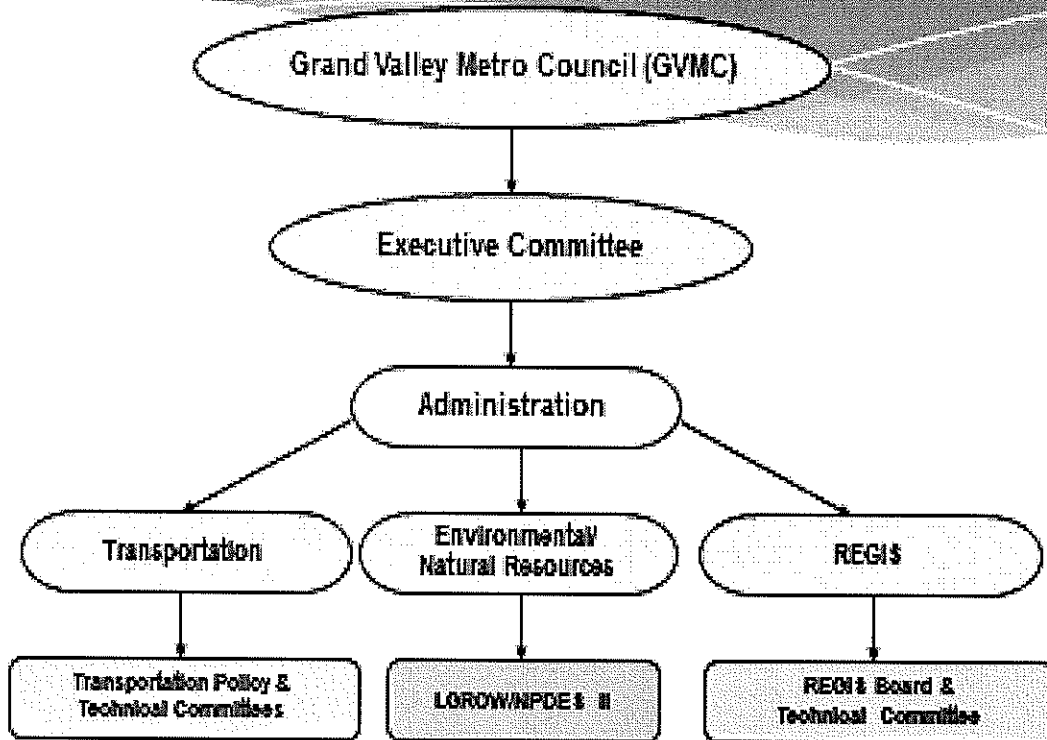 Grand Valley Metro Council (GVMC)
Executive Committee
Administration
Transportation
Environmental/
Natural Resources
REGIS
Transportation Policy &
Technical Committees
LGROW/NPDES II
REGIS Board &
Technical Committee